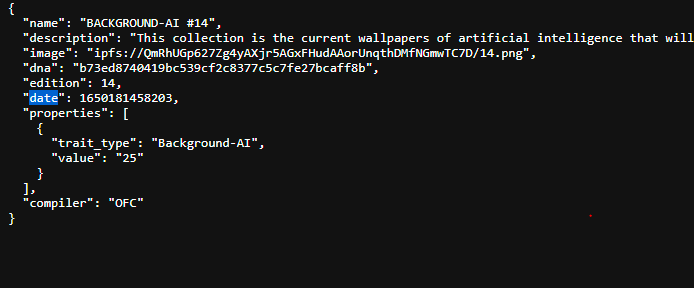 {
"name": "BACKGROUND-AI #14",
"description": "This collection is the current wallpapers of artificial intelligence that will
"image": "ipfs://QmRhUGp627Zg4yAXjr5AGxFHudAAorUnqthDMfNGmwTC7D/14.png",
"dna": "b73ed8740419bc539cf2c8377c5c7fe27bcaff8b",
"edition": 14,
"date": 1650181458203,
"properties": [
{
"trait_type": "Background-AI",
"value": "25"
}
],
"compiler": "OFC"
}